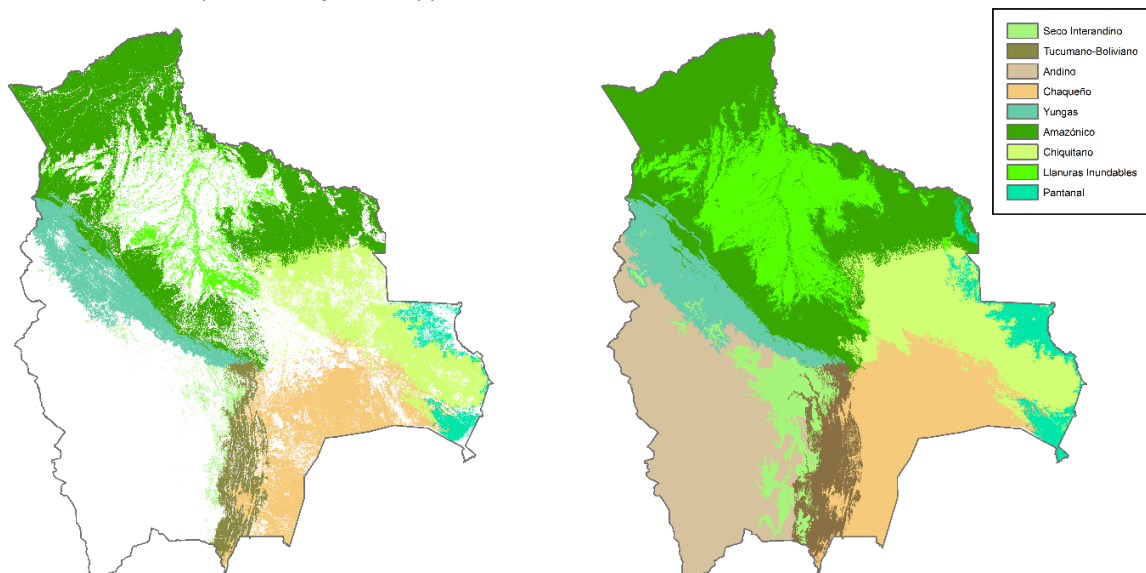 Seco Interandino
Tucumano-Boliviano
Andino
Chaqueño
Yungas
Amazónico
Chiquitano
Llanuras Inundables
Pantanal